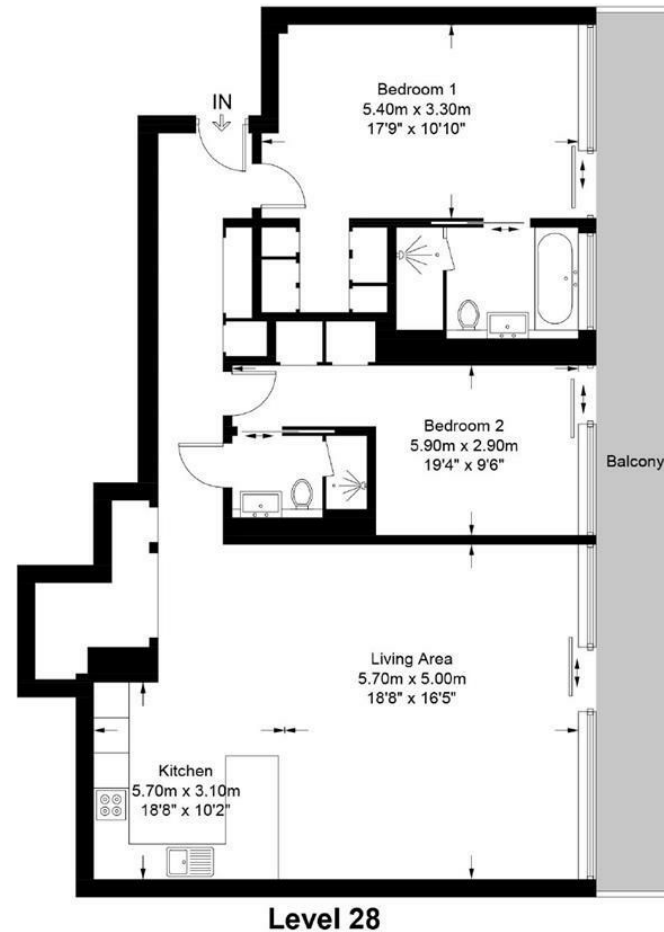 Bedroom 1
5.40m x 3.30m
17'9" x 10'10"
IN
Bedroom 2
5.90m x 2.90m
19'4" x 9'6"
Balcony
Living Area
5.70m x 5.00m
18'8" x 16'5"
Kitchen
5.70m x 3.10m
18'8" x 10'2"
Level 28